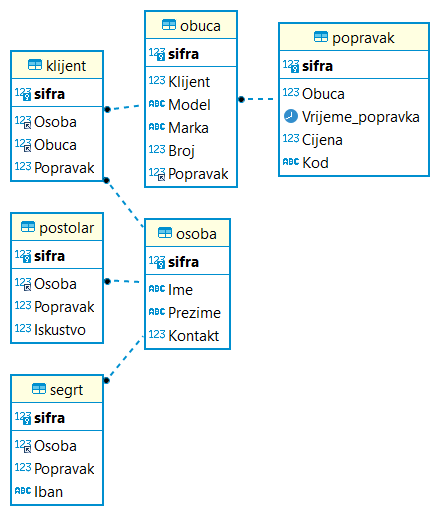 klijent
sifra
Osoba
Obuca
Popravak
obuca
sifra
Klijent
Model
Marka
Broj
Popravak
popravak
sifra
Obuca
Vrijeme_popravka
Cijena
Kod
postolar
sifra
Osoba
Popravak
Iskustvo
osoba
sifra
Ime
Prezime
Kontakt
segrt
sifra
Osoba
Popravak
Iban